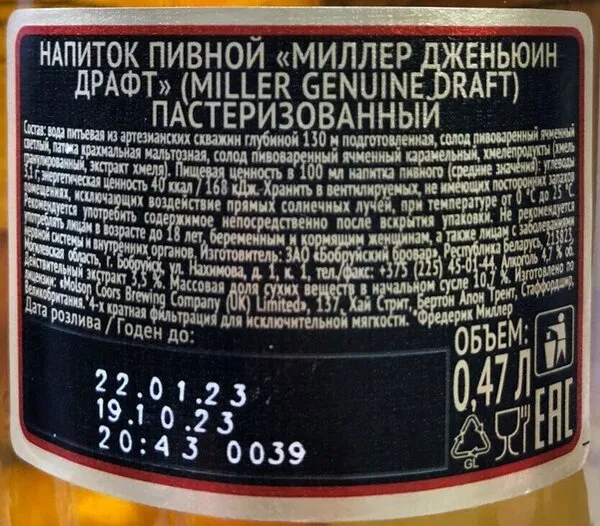 НАПИТОК ПИВНОЙ «МИЛЛЕР ДЖЕНЬЮИН
ДРАФТ» (MILLER GENUINE DRAFT)
ПАСТЕРИЗОВАННЫЙ
Состав: вода питьевая из артезианских скважин глубиной 130 м подготовленная, солод пивоваренный ячменный
светлый, патока крахмальная мальтозная, солод пивоваренный ячменный карамельный, хмелепродукты (хмель
гранулированный, экстракт хмеля). Пищевая ценность в 100 мл напитка пивного (средние значения): углеводы
3,1 г; энергетическая ценность 40 ккал / 168 кДж. Хранить в вентилируемых, не имеющих посторонних запахов
помещениях, исключающих воздействие прямых солнечных лучей, при температуре от 0 °C до 25 °C.
Рекомендуется употребить содержимое непосредственно после вскрытия упаковки. Не рекомендуется
употреблять лицам в возрасте до 18 лет, беременным и кормящим женщинам, а также лицам с заболеваниями
нервной системы и внутренних органов. Изготовитель: ЗАО «Бобруйский бровар», Республика Беларусь, 213823,
Могилевская область, г. Бобруйск, ул. Нахимова, д. 1, к. 1, тел./факс: +375 (225) 45-01-44. Алкоголь 4,7 % об.
Действительный экстракт 3,5 %. Массовая доля сухих веществ в начальном сусле 10,7 %. Изготовлено по
лицензии: «Molson Coors Brewing Company (UK) Limited», 137, Хай Стрит, Бертон Апон Трент, Стаффордшир,
Великобритания. 4-х кратная фильтрация для исключительной мягкости. *Фредерик Миллер
Дата розлива / Годен до:
ОБЪЕМ:
0,47 Л
22.01.23
19.10.23
20:43 0039
GL
EAC